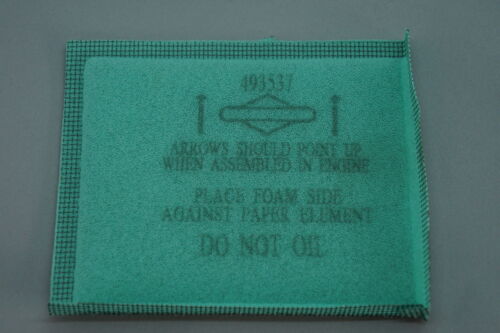 493537
ARROWS SHOULD POINT UP
WHEN ASSEMBLED IN ENGINE
PLACE FOAM SIDE
AGAINST PAPER ELEMENT
DO NOT OIL